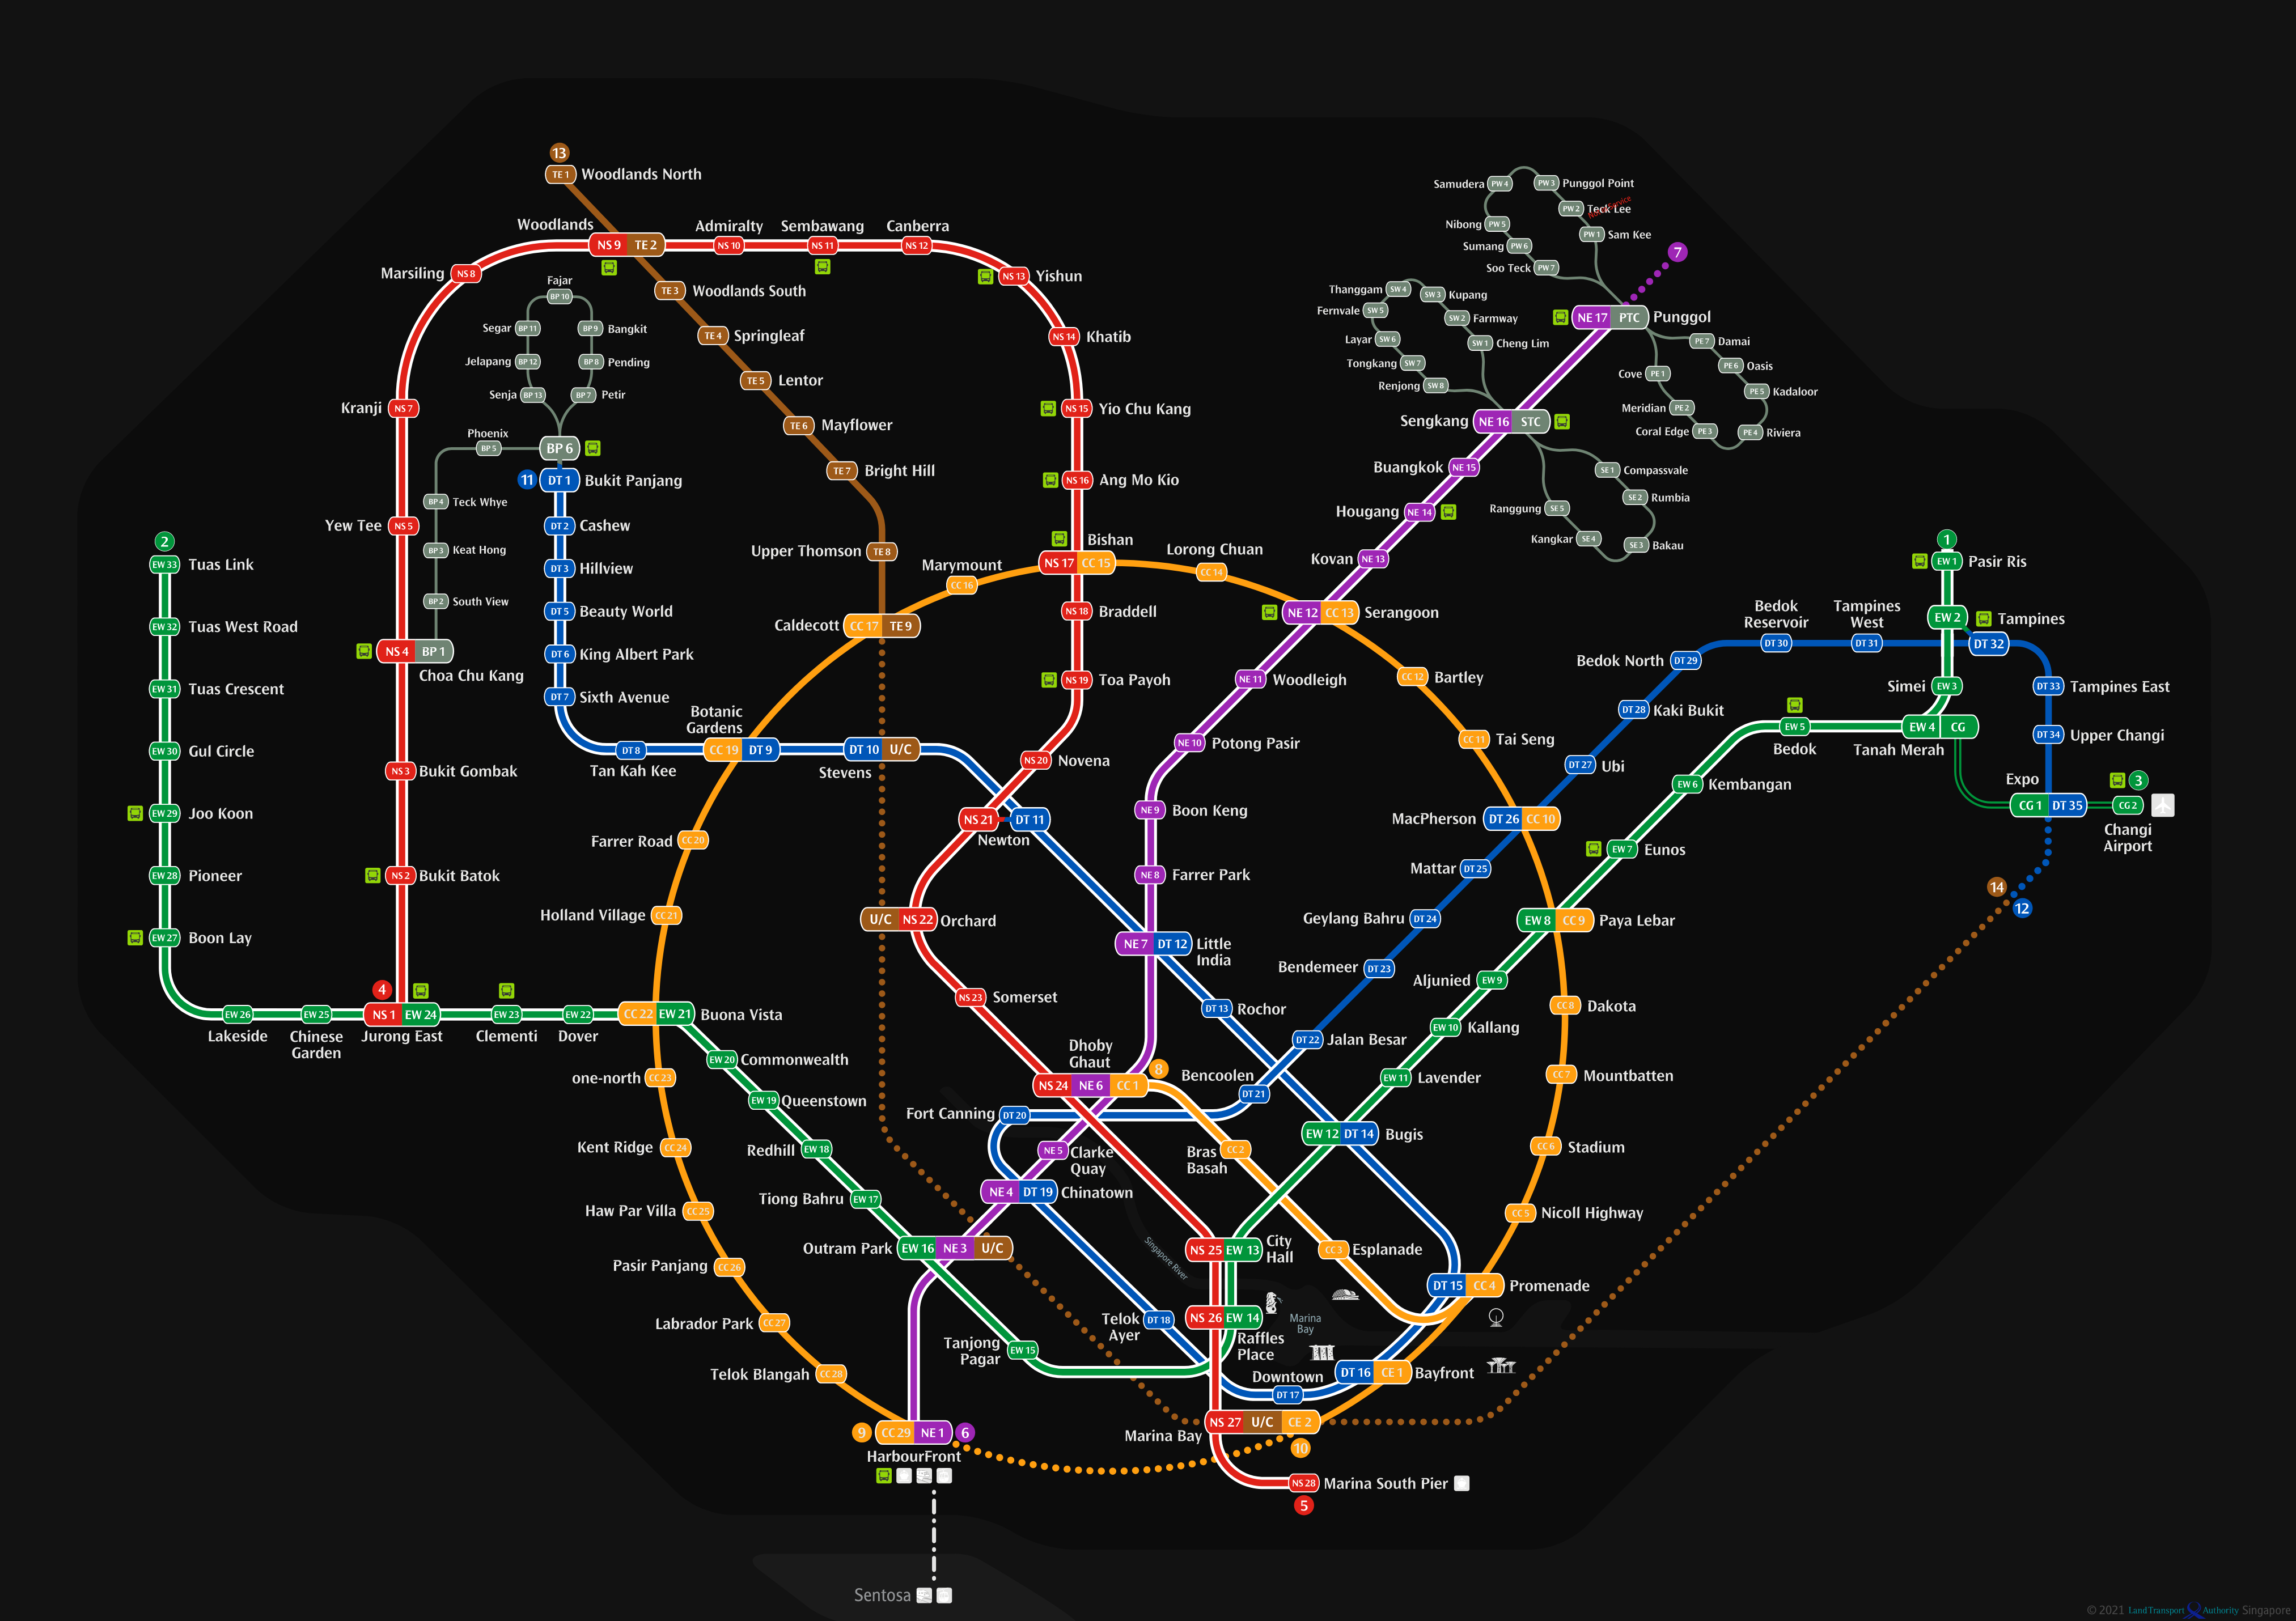 13
TE 1 Woodlands North
Woodlands
NS 9 TE 2
Admiralty
NS 10
Sembawang
NS 11
Canberra
NS 12
NS 13 Yishun
Marsiling NS 8
TE 3 Woodlands South
NS 14 Khatib
TE 4 Springleaf
TE 5 Lentor
Kranji NS 7
NS 15 Yio Chu Kang
TE 6 Mayflower
TE 7 Bright Hill
NS 16 Ang Mo Kio
Fajar
BP 10
Segar BP 11
BP 9 Bangkit
Jelapang BP 12
BP 8 Pending
Senja BP 13
BP 7 Petir
Phoenix
BP 5
BP 6
11 DT 1 Bukit Panjang
BP 4 Teck Whye
BP 3 Keat Hong
BP 2 South View
Yew Tee NS 5
NS 4 BP 1
Choa Chu Kang
DT 2 Cashew
DT 3 Hillview
DT 5 Beauty World
DT 6 King Albert Park
DT 7 Sixth Avenue
DT 8
Tan Kah Kee
Botanic
Gardens
CC 19 DT 9
DT 10 U/C
Stevens
Upper Thomson TE 8
Caldecott CC 17 TE 9
Marymount
CC 16
Bishan
NS 17 CC 15
Lorong Chuan
CC 14
NS 18 Braddell
NS 19 Toa Payoh
NS 20 Novena
NS 21 DT 11
Newton
Samudera PW 4
PW 3 Punggol Point
PW 2 Teck Lee
Nibong PW 5
PW 1 Sam Kee
Sumang PW 6
Soo Teck PW 7
7
NE 17 PTC Punggol
Thanggam SW 4
SW 3 Kupang
Fernvale SW 5
SW 2 Farmway
Layar SW 6
SW 1 Cheng Lim
Tongkang SW 7
Renjong SW 8
PE 7 Damai
PE 6 Oasis
Cove PE 1
PE 5 Kadaloor
Meridian PE 2
Coral Edge PE 3
PE 4 Riviera
Sengkang NE 16 STC
Buangkok NE 15
SE 1 Compassvale
SE 2 Rumbia
Ranggung SE 5
Kangkar SE 4
SE 3 Bakau
Hougang NE 14
Kovan NE 13
NE 12 CC 13 Serangoon
NE 11 Woodleigh
NE 10 Potong Pasir
NE 9 Boon Keng
NE 8 Farrer Park
NE 7 DT 12 Little
India
CC 12 Bartley
CC 11 Tai Seng
MacPherson DT 26 CC 10
Mattar DT 25
Geylang Bahru DT 24
Bendemeer DT 23
DT 22 Jalan Besar
DT 27 Ubi
DT 28 Kaki Bukit
Bedok North DT 29
Bedok
Reservoir
DT 30
Tampines
West
DT 31
1
EW 1 Pasir Ris
EW 2 Tampines
DT 32
Simei EW 3
DT 33 Tampines East
EW 4 CG
Tanah Merah
DT 34 Upper Changi
Expo
CG 1 DT 35
3
CG 2
Changi
Airport
14
12
EW 5
Bedok
EW 6 Kembangan
EW 7 Eunos
EW 8 CC 9 Paya Lebar
Aljunied EW 9
EW 10 Kallang
EW 11 Lavender
EW 12 DT 14 Bugis
CC 8 Dakota
CC 7 Mountbatten
CC 6 Stadium
CC 5 Nicoll Highway
DT 15 CC 4 Promenade
2
EW 33 Tuas Link
EW 32 Tuas West Road
EW 31 Tuas Crescent
EW 30 Gul Circle
EW 29 Joo Koon
EW 28 Pioneer
EW 27 Boon Lay
EW 26
Lakeside
EW 25
Chinese
Garden
4
NS 1 EW 24
Jurong East
NS 3 Bukit Gombak
NS 2 Bukit Batok
EW 23
Clementi
EW 22
Dover
CC 22 EW 21 Buona Vista
Farrer Road CC 20
Holland Village CC 21
EW 20 Commonwealth
EW 19 Queenstown
Redhill EW 18
Tiong Bahru EW 17
Outram Park EW 16 NE 3 U/C
one-north CC 23
Kent Ridge CC 24
Haw Par Villa CC 25
Pasir Panjang CC 26
Labrador Park CC 27
Telok Blangah CC 28
9 CC 29 NE 1 6
HarbourFront
Sentosa
U/C NS 22 Orchard
NS 23 Somerset
Dhoby
Ghaut
NS 24 NE 6 CC 1
8
DT 13 Rochor
Bencoolen
DT 21
Fort Canning DT 20
NE 5 Clarke
Quay
NE 4 DT 19 Chinatown
Bras
Basah
CC 2
CC 3 Esplanade
NS 25 EW 13 City
Hall
NS 26 EW 14
Raffles
Place
Singapore River
Marina
Bay
Telok
Ayer
DT 18
Tanjong
Pagar
EW 15
Downtown
DT 17
DT 16 CE 1 Bayfront
NS 27 U/C CE 2
Marina Bay
10
NS 28 Marina South Pier
5
© 2021 Land Transport Authority Singapore